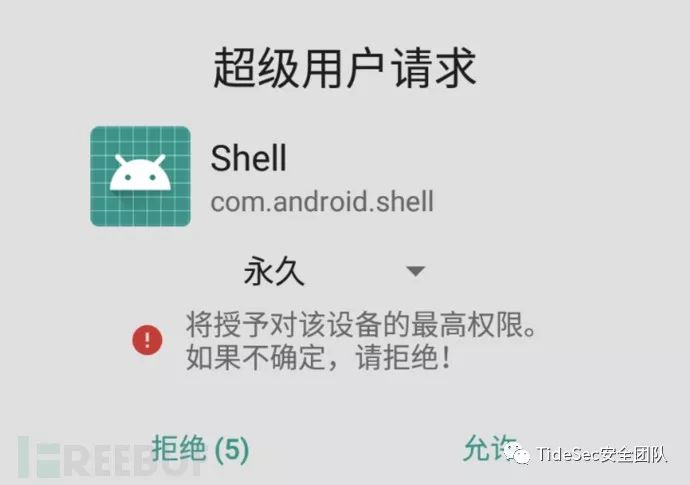 超级用户请求
Shell
com.android.shell
永久
将授予对该设备的最高权限。
如果不确定，请拒绝！
拒绝 (5)
允许
TideSec安全团队
FREEBUF